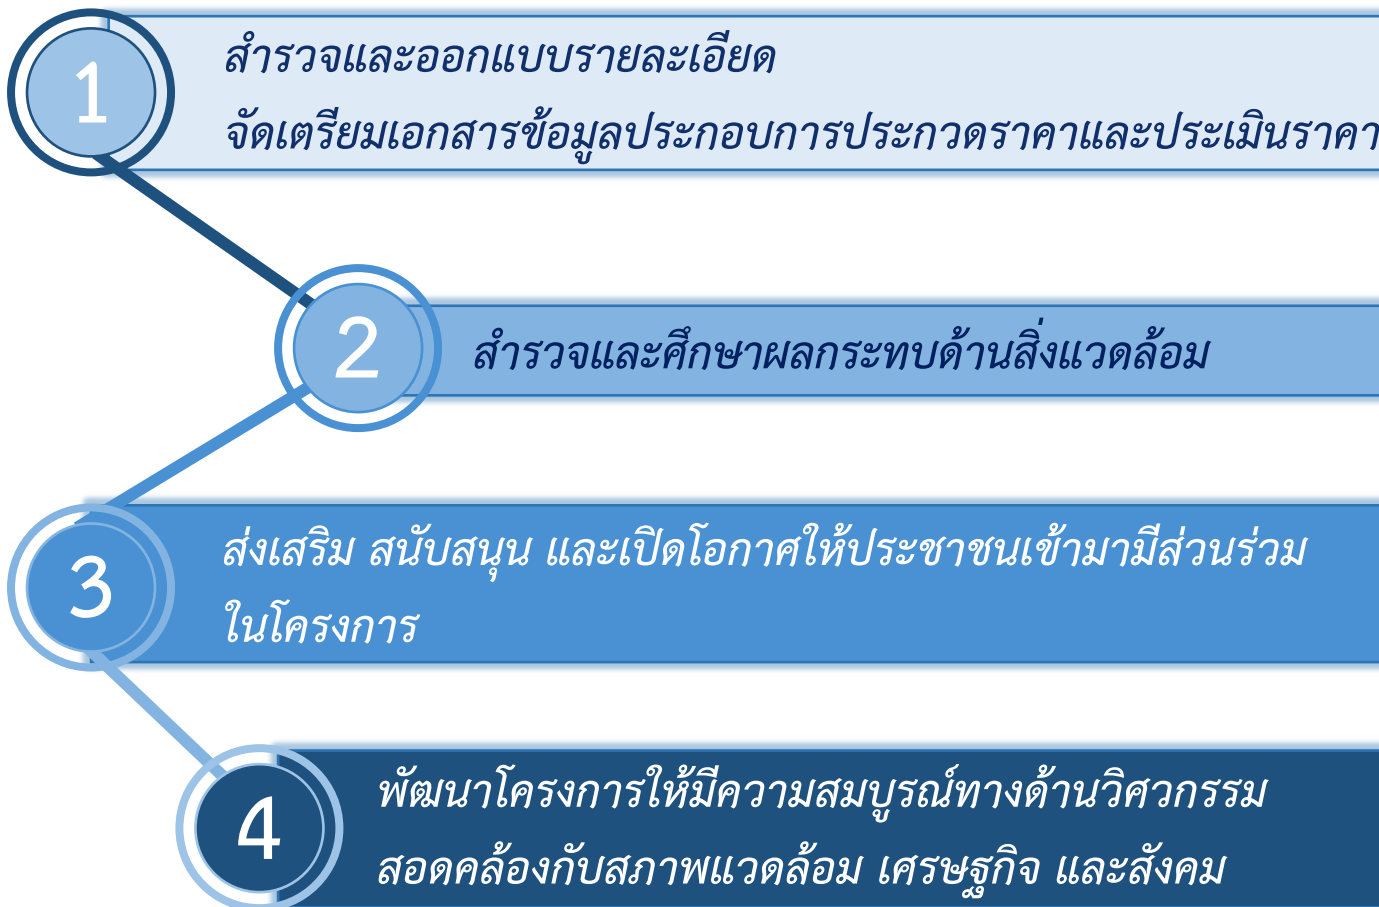 1
สำรวจและออกแบบรายละเอียด
จัดเตรียมเอกสารข้อมูลประกอบการประกวดราคาและประเมินราคา
2
สำรวจและศึกษาผลกระทบด้านสิ่งแวดล้อม
3
ส่งเสริม สนับสนุน และเปิดโอกาสให้ประชาชนเข้ามามีส่วนร่วม
ในโครงการ
4
พัฒนาโครงการให้มีความสมบูรณ์ทางด้านวิศวกรรม
สอดคล้องกับสภาพแวดล้อม เศรษฐกิจ และสังคม